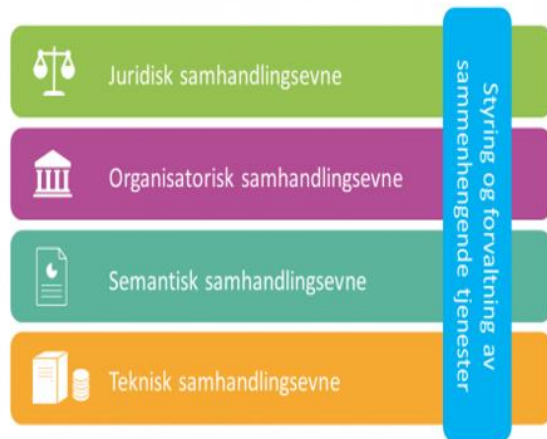 Juridisk samhandlingsevne
Organisatorisk samhandlingsevne
Semantisk samhandlingsevne
Teknisk samhandlingsevne
Styring og forvaltning av
sammenhengende tjenester